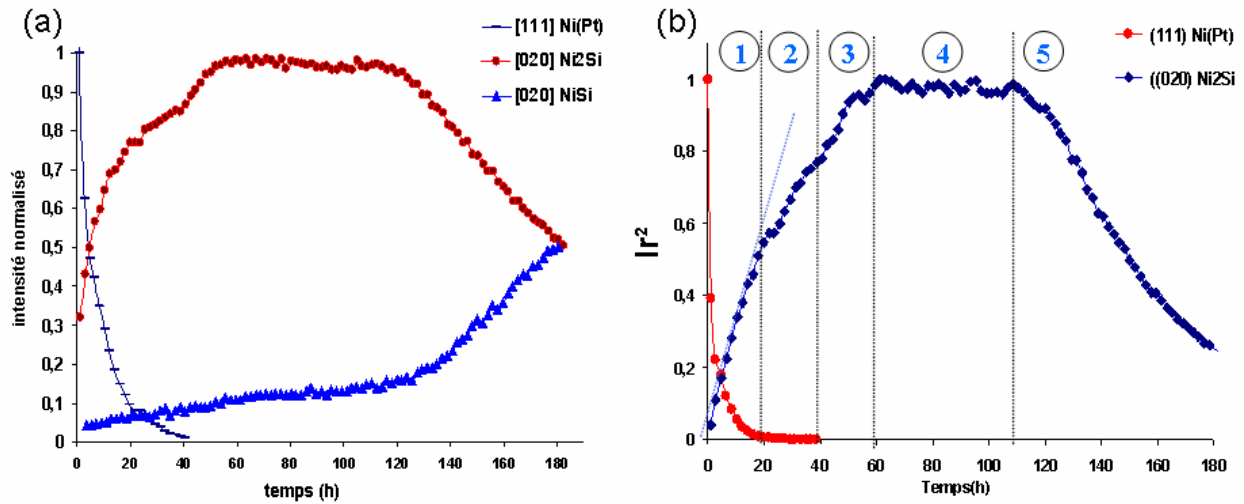 (a)
[111] Ni(Pt)
[020] Ni2Si
[020] NiSi
intensité normalisé
1
0,9
0,8
0,7
0,6
0,5
0,4
0,3
0,2
0,1
0
0 20 40 60 80 100 120 140 160 180 200
temps (h)
(b)
1 2 3 4 5
(111) Ni(Pt)
((020) Ni2Si
Ir²
1
0,8
0,6
0,4
0,2
0
0 20 40 60 80 100 120 140 160 180
Temps(h)